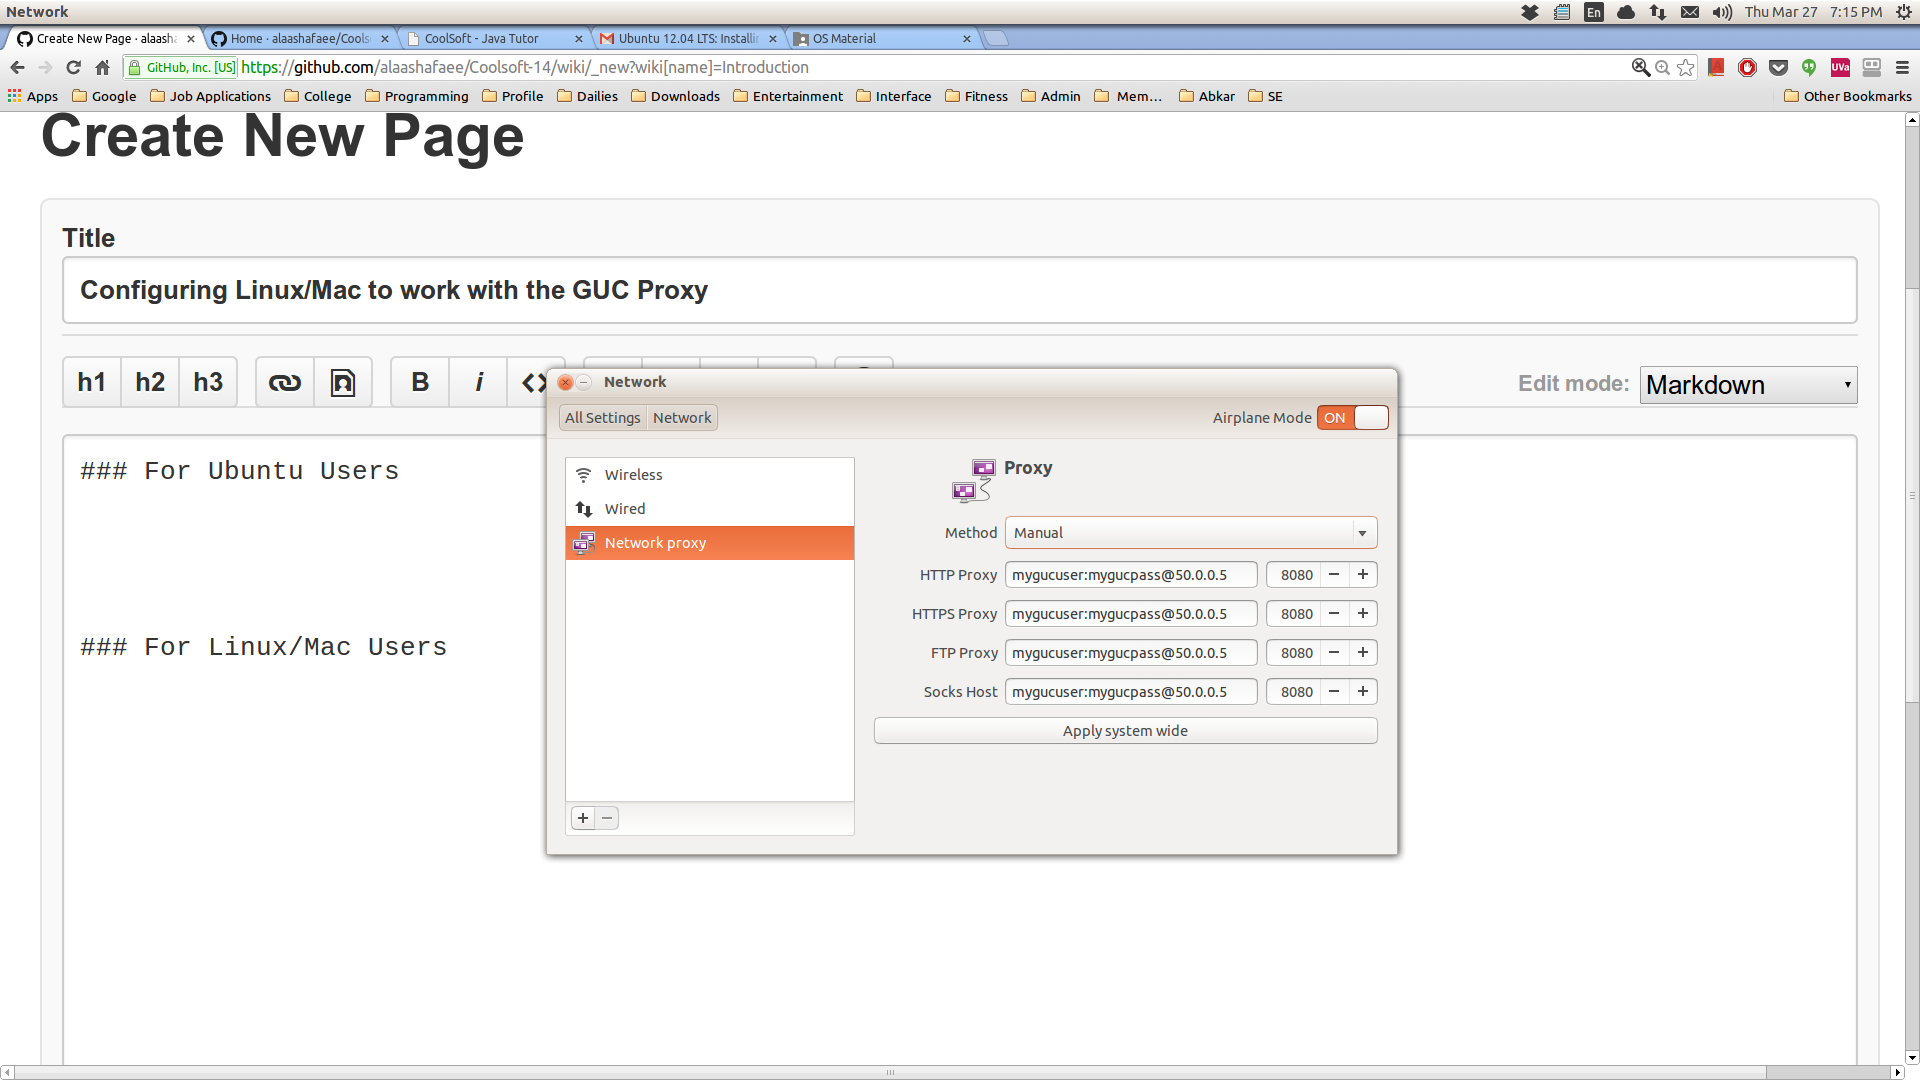 Network
En
Thu Mar 27 7:15 PM
Create New Page · alaasha
Home · alaashafaee/Cools
CoolSoft - Java Tutor
Ubuntu 12.04 LTS: Installi
OS Material
GitHub, Inc. [US] https://github.com/alaashafaee/Coolsoft-14/wiki/_new?wiki[name]=Introduction
UVa
Apps Google Job Applications College Programming Profile Dailies Downloads Entertainment Interface Fitness Admin Mem... Abkar SE Other Bookmarks
Create New Page
Title
Configuring Linux/Mac to work with the GUC Proxy
h1 h2 h3 B i <> Edit mode: Markdown
### For Ubuntu Users
### For Linux/Mac Users
Network
All Settings Network Airplane Mode ON
Wireless
Wired
Network proxy
Proxy
Method Manual
HTTP Proxy mygucuser:mygucpass@50.0.0.5 8080 − +
HTTPS Proxy mygucuser:mygucpass@50.0.0.5 8080 − +
FTP Proxy mygucuser:mygucpass@50.0.0.5 8080 − +
Socks Host mygucuser:mygucpass@50.0.0.5 8080 − +
Apply system wide
+ −